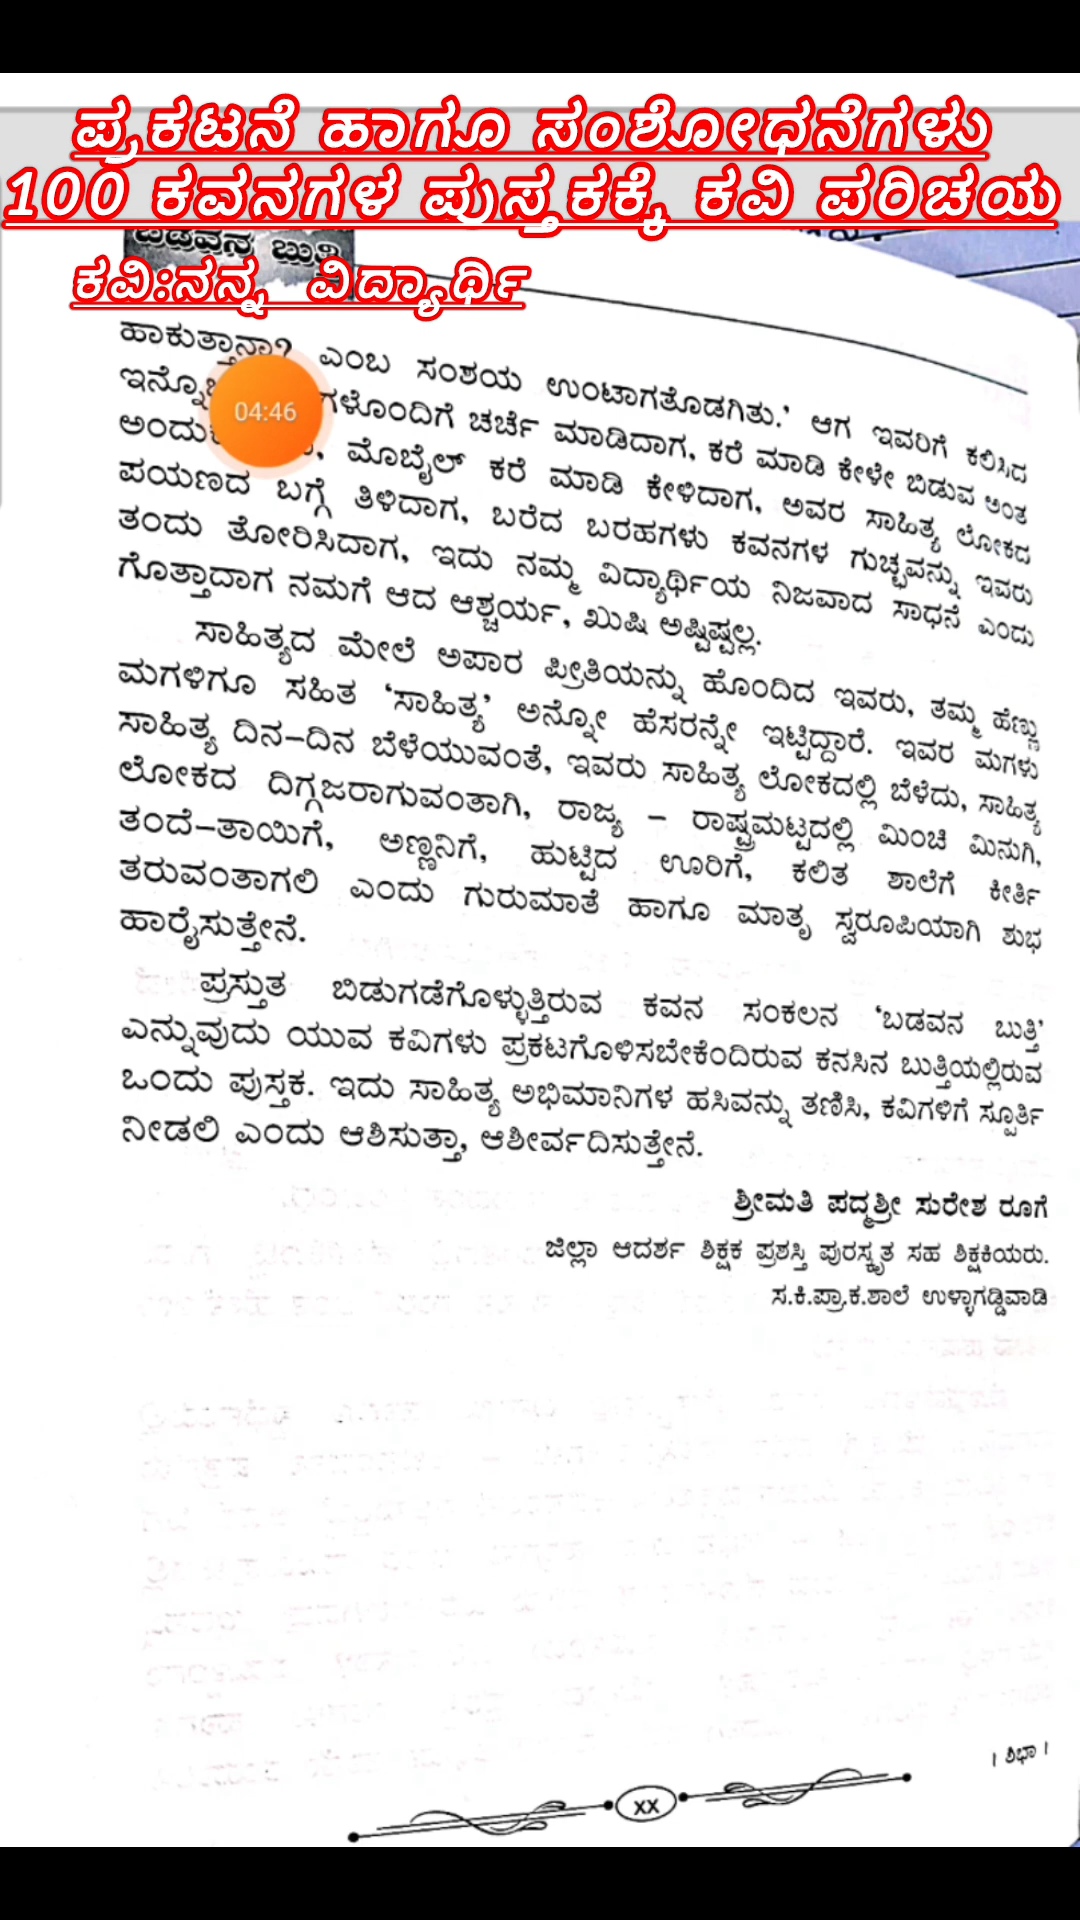 ಪ್ರಕಟನೆ ಹಾಗೂ ಸಂಶೋಧನೆಗಳು
100 ಕವನಗಳ ಪುಸ್ತಕಕ್ಕೆ ಕವಿ ಪರಿಚಯ
ಬಡವನ ಬುತ್ತಿ
ಕವಿ:ನನ್ನ ವಿದ್ಯಾರ್ಥಿ
ಹಾಕುತ್ತಾನಾ? ಎಂಬ ಸಂಶಯ ಉಂಟಾಗತೊಡಗಿತು.' ಆಗ ಇವರಿಗೆ ಕಲಿಸಿದ
ಗಳೊಂದಿಗೆ ಚರ್ಚೆ ಮಾಡಿದಾಗ, ಕರೆ ಮಾಡಿ ಕೇಳೇ ಬಿಡುವ ಅಂತ
04:46
ಮೊಬೈಲ್ ಕರೆ ಮಾಡಿ ಕೇಳಿದಾಗ, ಅವರ ಸಾಹಿತ್ಯ ಲೋಕದ
ಪಯಣದ ಬಗ್ಗೆ ತಿಳಿದಾಗ, ಬರೆದ ಬರಹಗಳು ಕವನಗಳ ಗುಚ್ಛವನ್ನು ಇವರು
ತಂದು ತೋರಿಸಿದಾಗ, ಇದು ನಮ್ಮ ವಿದ್ಯಾರ್ಥಿಯ ನಿಜವಾದ ಸಾಧನೆ ಎಂದು
ಗೊತ್ತಾದಾಗ ನಮಗೆ ಆದ ಆಶ್ಚರ್ಯ, ಖುಷಿ ಅಷ್ಟಿಷ್ಟಲ್ಲ.
ಸಾಹಿತ್ಯದ ಮೇಲೆ ಅಪಾರ ಪ್ರೀತಿಯನ್ನು ಹೊಂದಿದ ಇವರು, ತಮ್ಮ ಹೆಣ್ಣು
ಮಗಳಿಗೂ ಸಹಿತ 'ಸಾಹಿತ್ಯ' ಅನ್ನೋ ಹೆಸರನ್ನೇ ಇಟ್ಟಿದ್ದಾರೆ. ಇವರ ಮಗಳು
ಸಾಹಿತ್ಯ ದಿನ-ದಿನ ಬೆಳೆಯುವಂತೆ, ಇವರು ಸಾಹಿತ್ಯ ಲೋಕದಲ್ಲಿ ಬೆಳೆದು, ಸಾಹಿತ್ಯ
ಲೋಕದ ದಿಗ್ಗಜರಾಗುವಂತಾಗಿ, ರಾಜ್ಯ – ರಾಷ್ಟ್ರಮಟ್ಟದಲ್ಲಿ ಮಿಂಚಿ ಮಿನುಗಿ,
ತಂದೆ-ತಾಯಿಗೆ, ಅಣ್ಣನಿಗೆ, ಹುಟ್ಟಿದ ಊರಿಗೆ, ಕಲಿತ ಶಾಲೆಗೆ ಕೀರ್ತಿ
ತರುವಂತಾಗಲಿ ಎಂದು ಗುರುಮಾತೆ ಹಾಗೂ ಮಾತೃ ಸ್ವರೂಪಿಯಾಗಿ ಶುಭ
ಹಾರೈಸುತ್ತೇನೆ.
ಪ್ರಸ್ತುತ ಬಿಡುಗಡೆಗೊಳ್ಳುತ್ತಿರುವ ಕವನ ಸಂಕಲನ 'ಬಡವನ ಬುತ್ತಿ'
ಎನ್ನುವುದು ಯುವ ಕವಿಗಳು ಪ್ರಕಟಗೊಳಿಸಬೇಕೆಂದಿರುವ ಕನಸಿನ ಬುತ್ತಿಯಲ್ಲಿರುವ
ಒಂದು ಪುಸ್ತಕ. ಇದು ಸಾಹಿತ್ಯ ಅಭಿಮಾನಿಗಳ ಹಸಿವನ್ನು ತಣಿಸಿ, ಕವಿಗಳಿಗೆ ಸ್ಪೂರ್ತಿ
ನೀಡಲಿ ಎಂದು ಆಶಿಸುತ್ತಾ, ಆಶೀರ್ವದಿಸುತ್ತೇನೆ.
ಶ್ರೀಮತಿ ಪದ್ಮಶ್ರೀ ಸುರೇಶ ರೂಗೆ
ಜಿಲ್ಲಾ ಆದರ್ಶ ಶಿಕ್ಷಕ ಪ್ರಶಸ್ತಿ ಪುರಸ್ಕೃತ ಸಹ ಶಿಕ್ಷಕಿಯರು.
ಸ.ಕಿ.ಪ್ರಾ.ಕ.ಶಾಲೆ ಉಳ್ಳಾಗಡ್ಡಿವಾಡಿ
। ಶಿಭಾ ।
xx